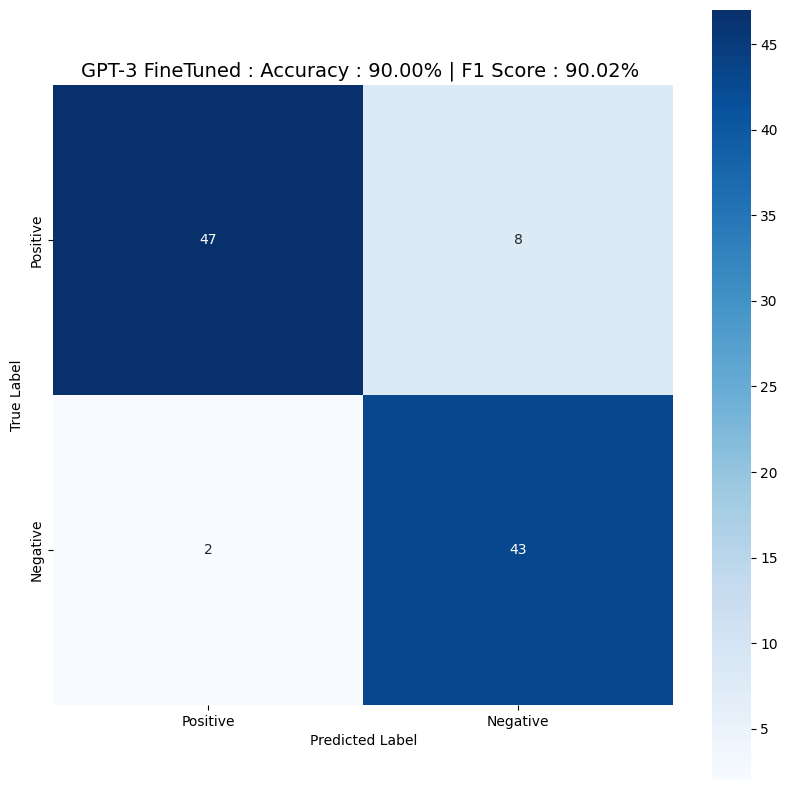 GPT-3 FineTuned : Accuracy : 90.00% | F1 Score : 90.02%
45
40
35
30
25
20
15
10
5
True Label
Positive
47
8
Negative
2
43
Positive
Negative
Predicted Label